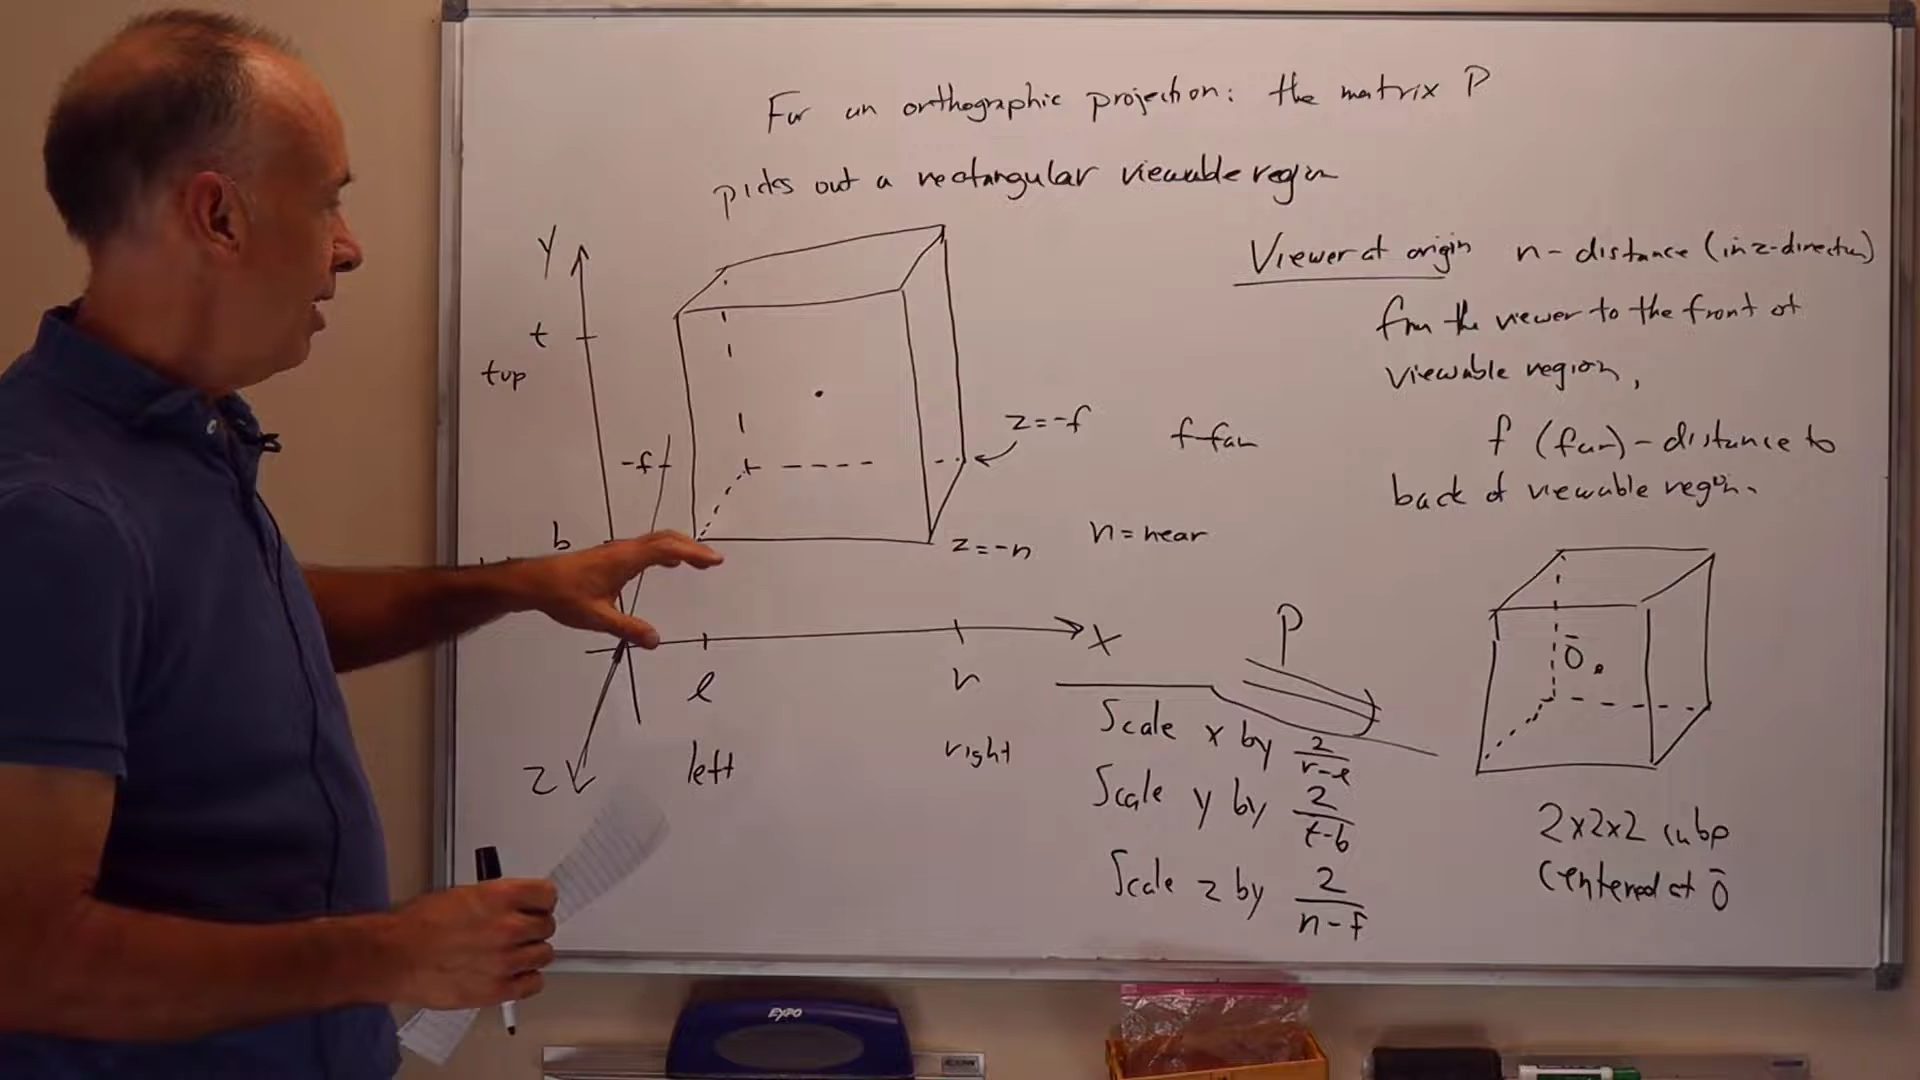 For an orthographic projection: the matrix P
picks out a rectangular viewable region
Viewer at origin n - distance (in z-direction)
from the viewer to the front of
viewable region,
f (far) - distance to
back of viewable region.
y
t
top
-f
b
z = -f
f-far
z = -n
n = near
x
l
r
left
right
z
P
Scale x by 2/r-l
Scale y by 2/t-b
Scale z by 2/n-f
0
2x2x2 cube
Centered at 0
EXPO